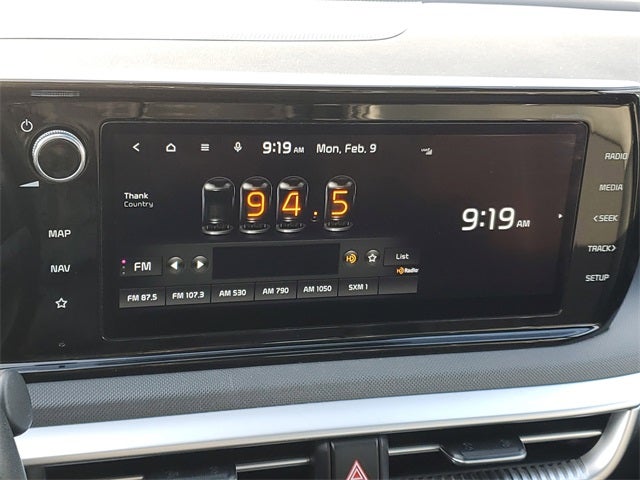 9:19 AM Mon, Feb. 9
Thank
Country
94.5
9:19 AM
FM
HD
List
HD Radio
FM 87.5 FM 107.3 AM 530 AM 790 AM 1050 SXM 1
MAP
NAV
RADIO
MEDIA
< SEEK
TRACK >
SETUP